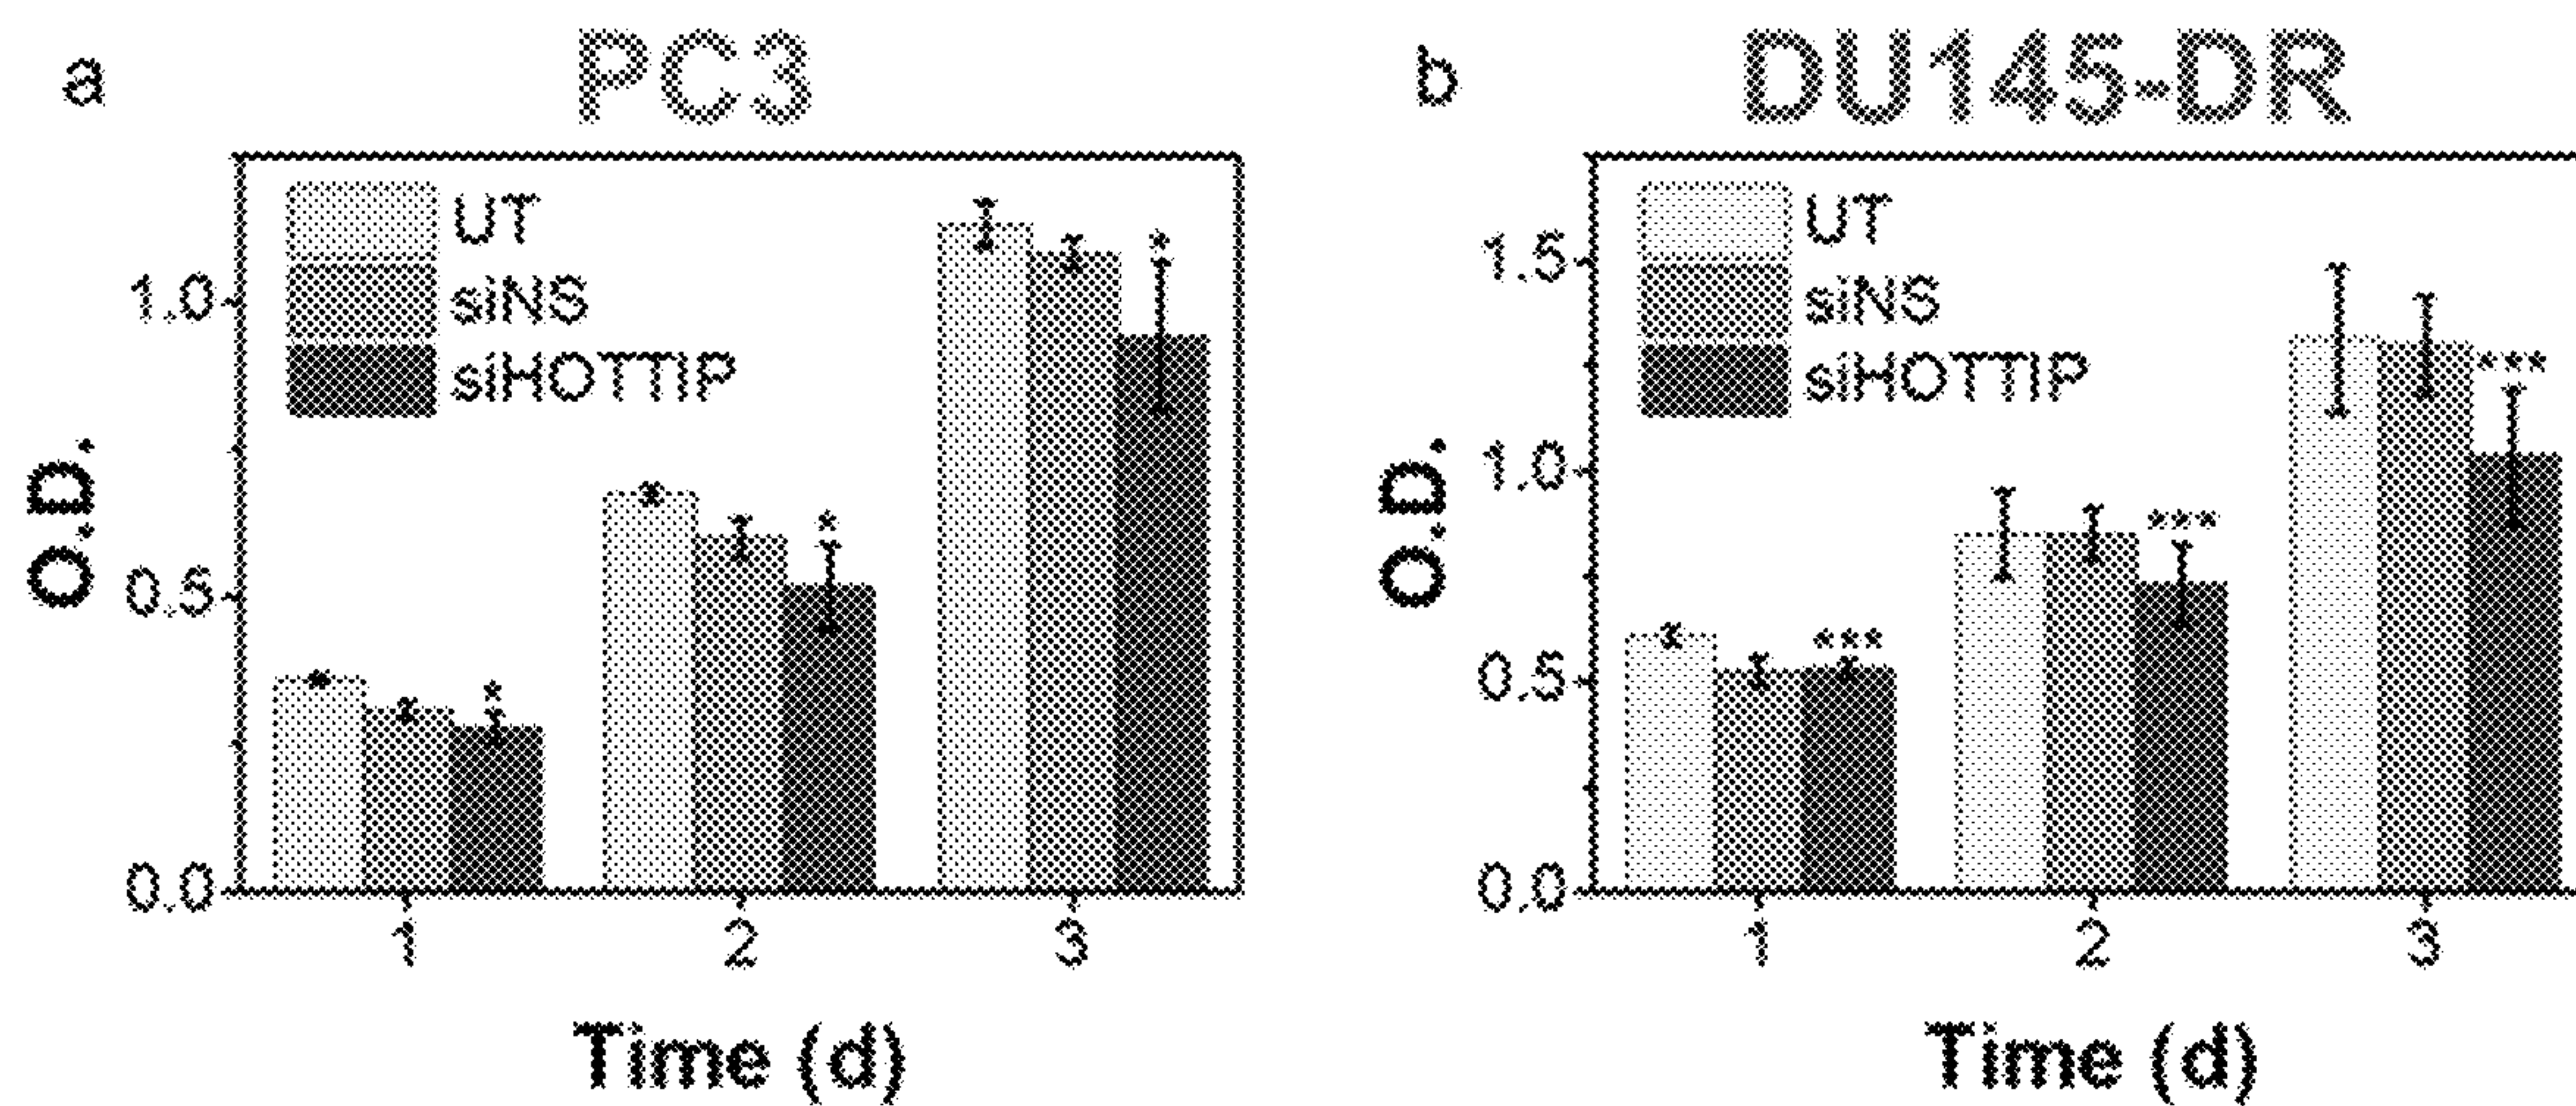 a
PC3
UT
siNS
siHOTTIP
1.0
0.5
0.0
O.D.
*
*
*
1
2
3
Time (d)
b
DU145-DR
UT
siNS
siHOTTIP
1.5
1.0
0.5
0.0
O.D.
***
***
***
1
2
3
Time (d)